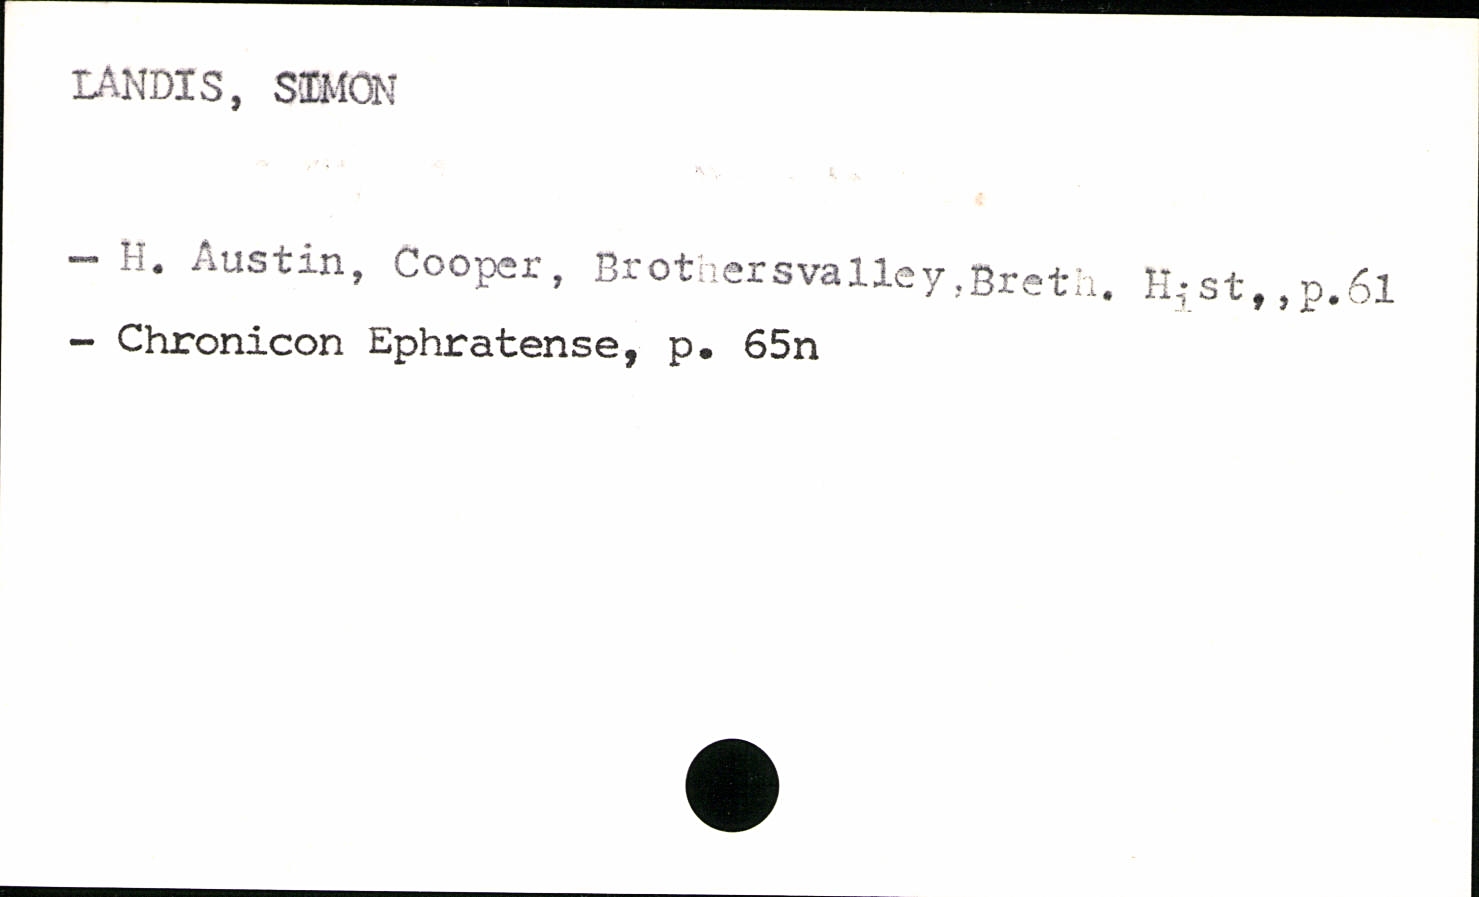 LANDIS, SIMON
- H. Austin, Cooper, Brothersvalley,Breth. Hist,,p.61
- Chronicon Ephratense, p. 65n